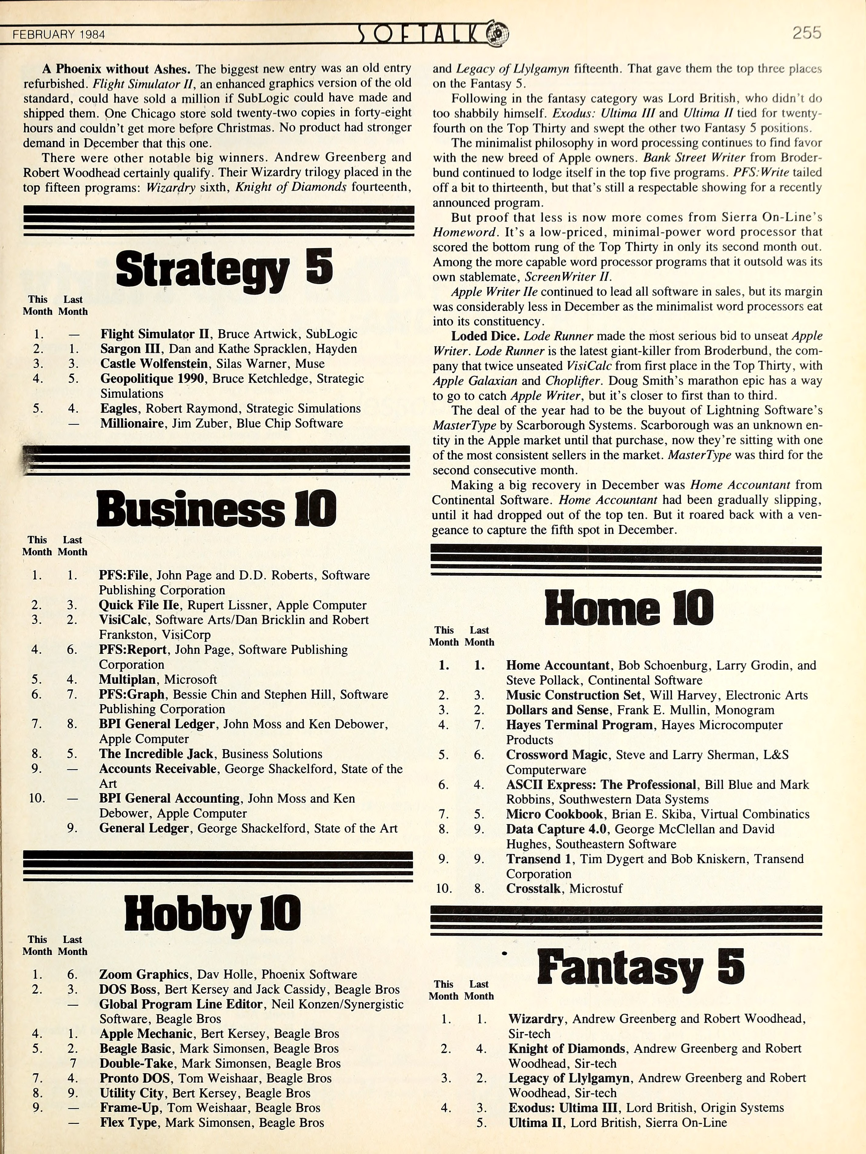 FEBRUARY 1984
SOFTALK
255
A Phoenix without Ashes. The biggest new entry was an old entry
refurbished. Flight Simulator II, an enhanced graphics version of the old
standard, could have sold a million if SubLogic could have made and
shipped them. One Chicago store sold twenty-two copies in forty-eight
hours and couldn't get more before Christmas. No product had stronger
demand in December that this one.
There were other notable big winners. Andrew Greenberg and
Robert Woodhead certainly qualify. Their Wizardry trilogy placed in the
top fifteen programs: Wizardry sixth, Knight of Diamonds fourteenth,
Strategy 5
This Last
Month Month
1. — Flight Simulator II, Bruce Artwick, SubLogic
2. 1. Sargon III, Dan and Kathe Spracklen, Hayden
3. 3. Castle Wolfenstein, Silas Warner, Muse
4. 5. Geopolitique 1990, Bruce Ketchledge, Strategic
Simulations
5. 4. Eagles, Robert Raymond, Strategic Simulations
— Millionaire, Jim Zuber, Blue Chip Software
Business 10
This Last
Month Month
1. 1. PFS:File, John Page and D.D. Roberts, Software
Publishing Corporation
2. 3. Quick File IIe, Rupert Lissner, Apple Computer
3. 2. VisiCalc, Software Arts/Dan Bricklin and Robert
Frankston, VisiCorp
4. 6. PFS:Report, John Page, Software Publishing
Corporation
5. 4. Multiplan, Microsoft
6. 7. PFS:Graph, Bessie Chin and Stephen Hill, Software
Publishing Corporation
7. 8. BPI General Ledger, John Moss and Ken Debower,
Apple Computer
8. 5. The Incredible Jack, Business Solutions
9. — Accounts Receivable, George Shackelford, State of the
Art
10. — BPI General Accounting, John Moss and Ken
Debower, Apple Computer
9. General Ledger, George Shackelford, State of the Art
Hobby 10
This Last
Month Month
1. 6. Zoom Graphics, Dav Holle, Phoenix Software
2. 3. DOS Boss, Bert Kersey and Jack Cassidy, Beagle Bros
— Global Program Line Editor, Neil Konzen/Synergistic
Software, Beagle Bros
4. 1. Apple Mechanic, Bert Kersey, Beagle Bros
5. 2. Beagle Basic, Mark Simonsen, Beagle Bros
7 Double-Take, Mark Simonsen, Beagle Bros
7. 4. Pronto DOS, Tom Weishaar, Beagle Bros
8. 9. Utility City, Bert Kersey, Beagle Bros
9. — Frame-Up, Tom Weishaar, Beagle Bros
— Flex Type, Mark Simonsen, Beagle Bros
and Legacy of Llylgamyn fifteenth. That gave them the top three places
on the Fantasy 5.
Following in the fantasy category was Lord British, who didn't do
too shabbily himself. Exodus: Ultima III and Ultima II tied for twenty-
fourth on the Top Thirty and swept the other two Fantasy 5 positions.
The minimalist philosophy in word processing continues to find favor
with the new breed of Apple owners. Bank Street Writer from Broder-
bund continued to lodge itself in the top five programs. PFS:Write tailed
off a bit to thirteenth, but that's still a respectable showing for a recently
announced program.
But proof that less is now more comes from Sierra On-Line's
Homeword. It's a low-priced, minimal-power word processor that
scored the bottom rung of the Top Thirty in only its second month out.
Among the more capable word processor programs that it outsold was its
own stablemate, ScreenWriter II.
Apple Writer IIe continued to lead all software in sales, but its margin
was considerably less in December as the minimalist word processors eat
into its constituency.
Loded Dice. Lode Runner made the most serious bid to unseat Apple
Writer. Lode Runner is the latest giant-killer from Broderbund, the com-
pany that twice unseated VisiCalc from first place in the Top Thirty, with
Apple Galaxian and Choplifter. Doug Smith's marathon epic has a way
to go to catch Apple Writer, but it's closer to first than to third.
The deal of the year had to be the buyout of Lightning Software's
MasterType by Scarborough Systems. Scarborough was an unknown en-
tity in the Apple market until that purchase, now they're sitting with one
of the most consistent sellers in the market. MasterType was third for the
second consecutive month.
Making a big recovery in December was Home Accountant from
Continental Software. Home Accountant had been gradually slipping,
until it had dropped out of the top ten. But it roared back with a ven-
geance to capture the fifth spot in December.
Home 10
This Last
Month Month
1. 1. Home Accountant, Bob Schoenburg, Larry Grodin, and
Steve Pollack, Continental Software
2. 3. Music Construction Set, Will Harvey, Electronic Arts
3. 2. Dollars and Sense, Frank E. Mullin, Monogram
4. 7. Hayes Terminal Program, Hayes Microcomputer
Products
5. 6. Crossword Magic, Steve and Larry Sherman, L&S
Computerware
6. 4. ASCII Express: The Professional, Bill Blue and Mark
Robbins, Southwestern Data Systems
7. 5. Micro Cookbook, Brian E. Skiba, Virtual Combinatics
8. 9. Data Capture 4.0, George McClellan and David
Hughes, Southeastern Software
9. 9. Transend 1, Tim Dygert and Bob Kniskern, Transend
Corporation
10. 8. Crosstalk, Microstuf
Fantasy 5
This Last
Month Month
1. 1. Wizardry, Andrew Greenberg and Robert Woodhead,
Sir-tech
2. 4. Knight of Diamonds, Andrew Greenberg and Robert
Woodhead, Sir-tech
3. 2. Legacy of Llylgamyn, Andrew Greenberg and Robert
Woodhead, Sir-tech
4. 3. Exodus: Ultima III, Lord British, Origin Systems
5. Ultima II, Lord British, Sierra On-Line